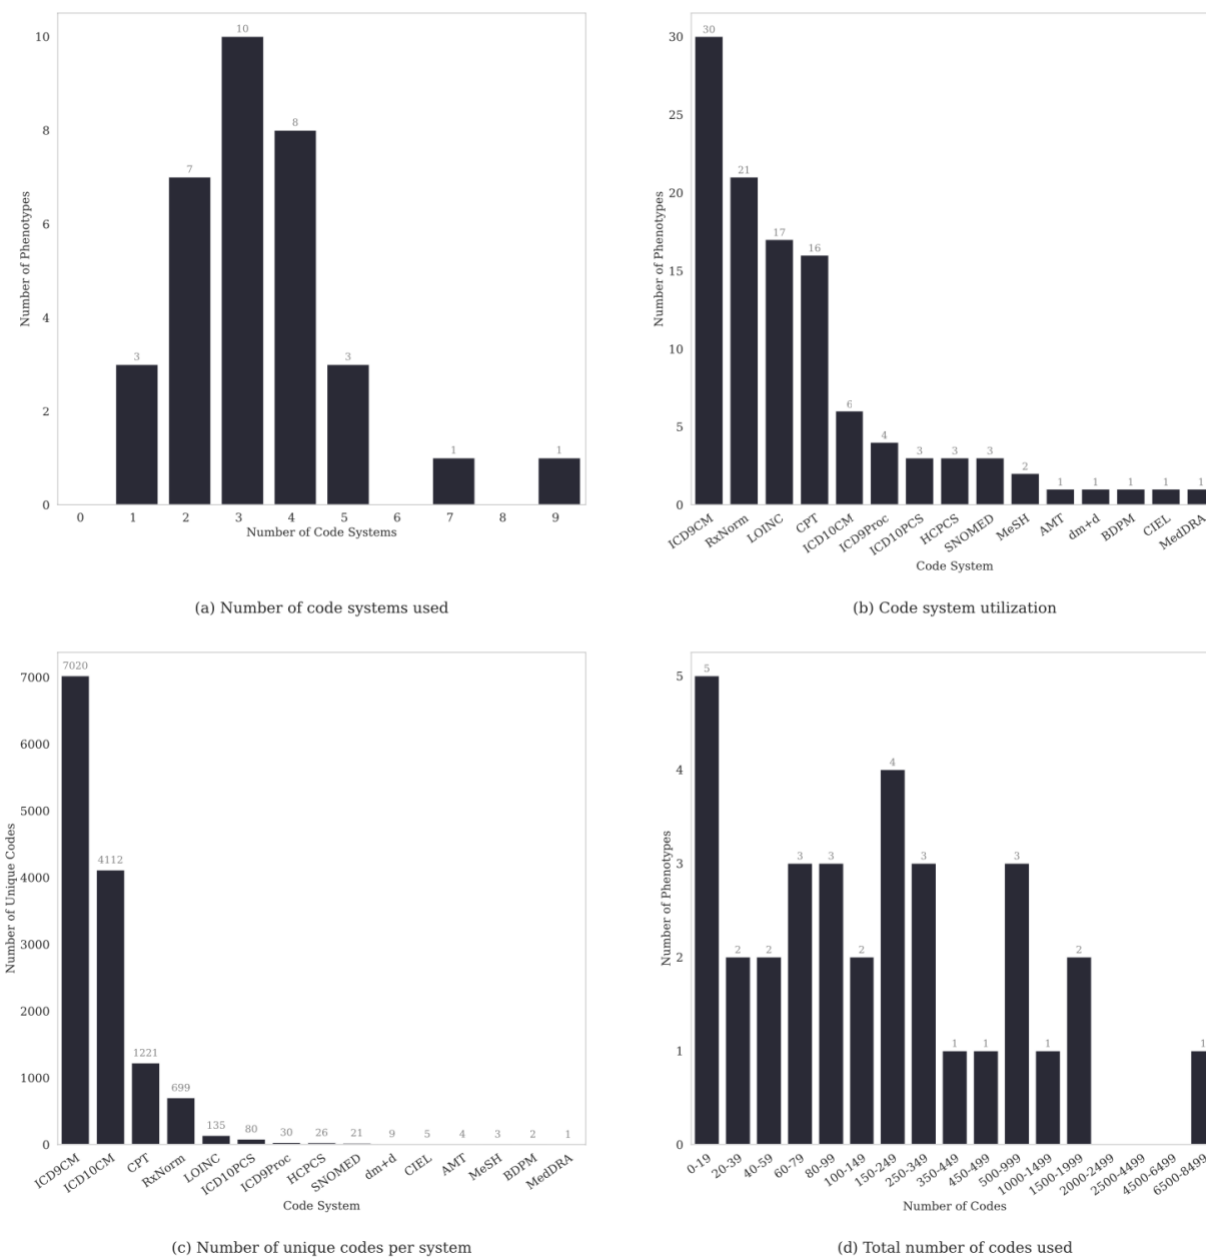 10
8
6
4
2
0
3
7
10
8
3
1
1
0 1 2 3 4 5 6 7 8 9
Number of Phenotypes
Number of Code Systems
(a) Number of code systems used
30
25
20
15
10
5
0
30
21
17
16
6
4
3
3
3
2
1
1
1
1
1
Number of Phenotypes
ICD9CM
RxNorm
LOINC
CPT
ICD10CM
ICD9Proc
ICD10PCS
HCPCS
SNOMED
MeSH
AMT
dm+d
BDPM
CIEL
MedDRA
Code System
(b) Code system utilization
7000
6000
5000
4000
3000
2000
1000
0
7020
4112
1221
699
135
80
30
26
21
9
5
4
3
2
1
Number of Unique Codes
ICD9CM
ICD10CM
CPT
RxNorm
LOINC
ICD10PCS
ICD9Proc
HCPCS
SNOMED
dm+d
CIEL
AMT
MeSH
BDPM
MedDRA
Code System
(c) Number of unique codes per system
5
4
3
2
1
0
5
2
2
3
3
2
4
3
1
1
3
1
2
1
Number of Phenotypes
0-19
20-39
40-59
60-79
80-99
100-149
150-249
250-349
350-449
450-499
500-999
1000-1499
1500-1999
2000-2499
2500-4499
4500-6499
6500-8499
Number of Codes
(d) Total number of codes used